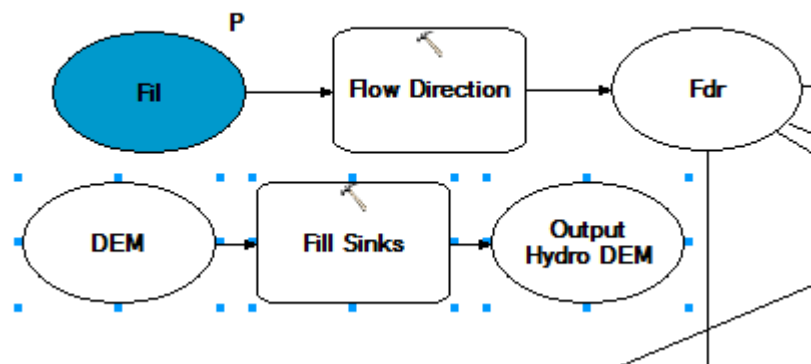 P
Fil
Flow Direction
Fdr
DEM
Fill Sinks
Output
Hydro DEM